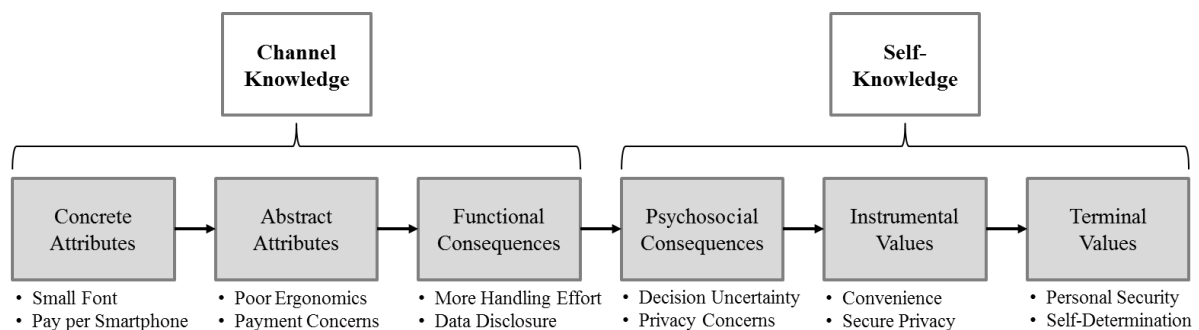 Channel
Knowledge
Self-
Knowledge
Concrete
Attributes
Abstract
Attributes
Functional
Consequences
Psychosocial
Consequences
Instrumental
Values
Terminal
Values
• Small Font
• Pay per Smartphone
• Poor Ergonomics
• Payment Concerns
• More Handling Effort
• Data Disclosure
• Decision Uncertainty
• Privacy Concerns
• Convenience
• Secure Privacy
• Personal Security
• Self-Determination